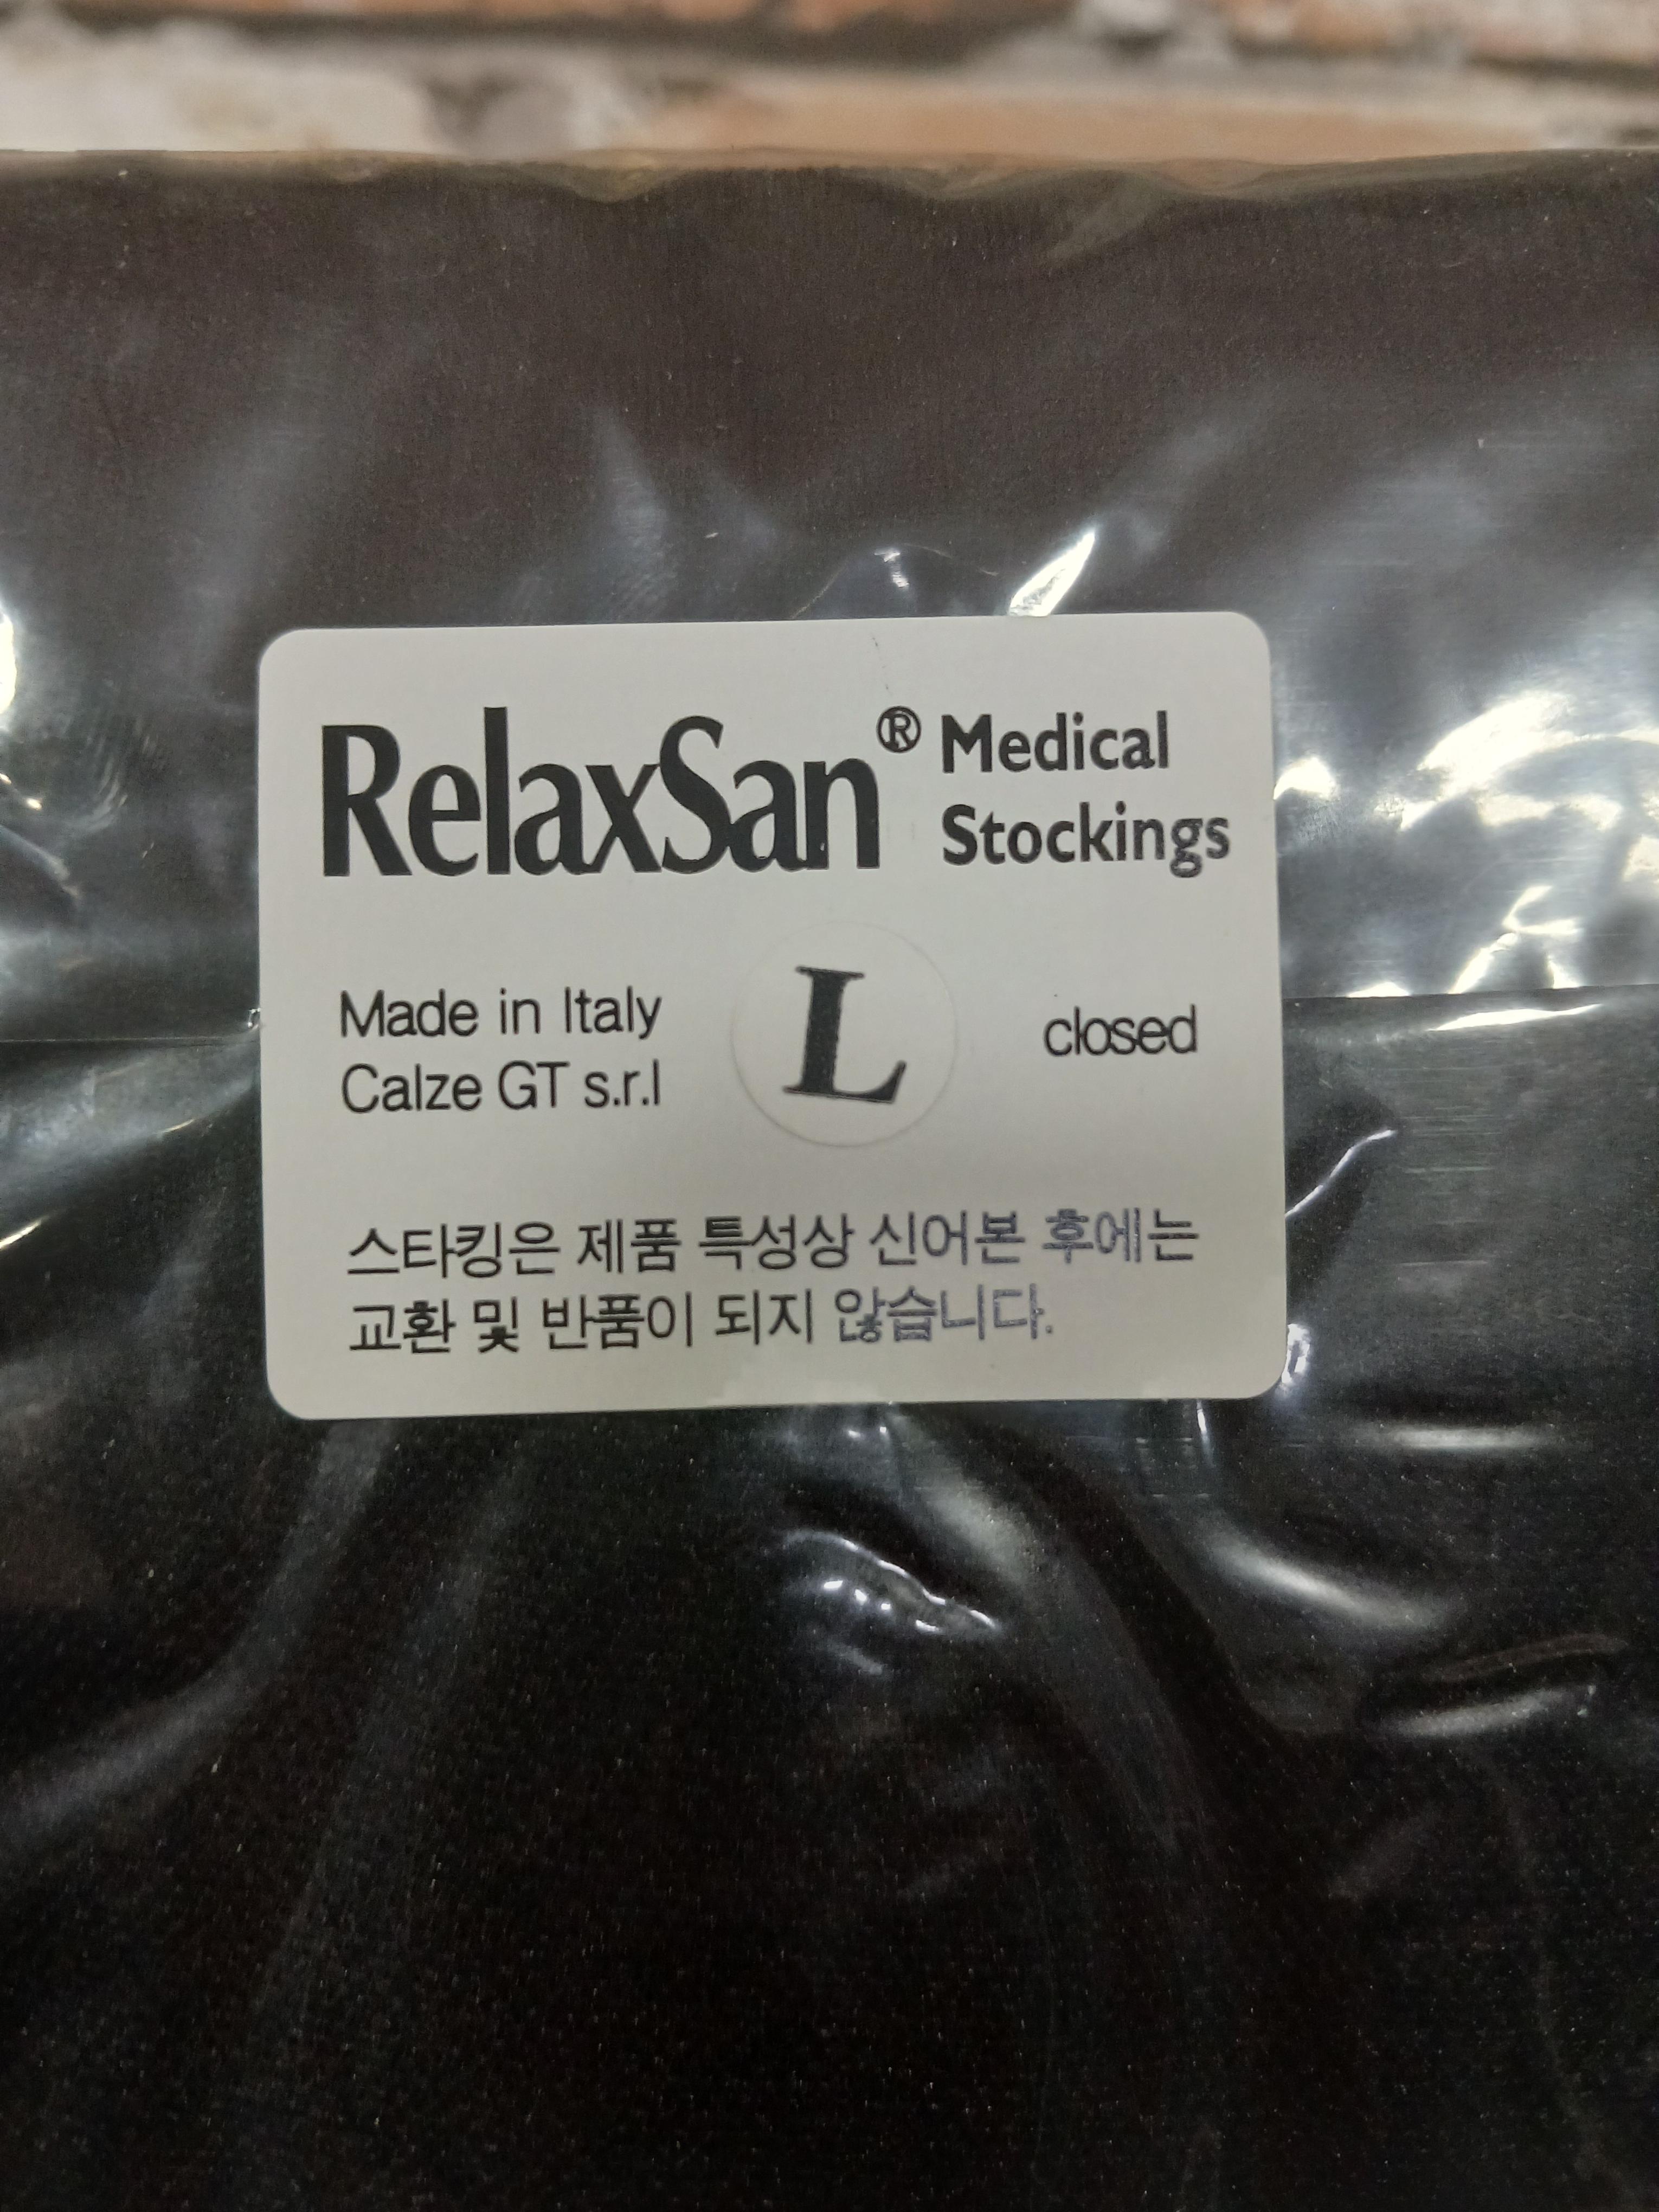 RelaxSan® Medical
Stockings
Made in Italy
Calze GT s.r.l
L
closed
스타킹은 제품 특성상 신어본 후에는
교환 및 반품이 되지 않습니다.